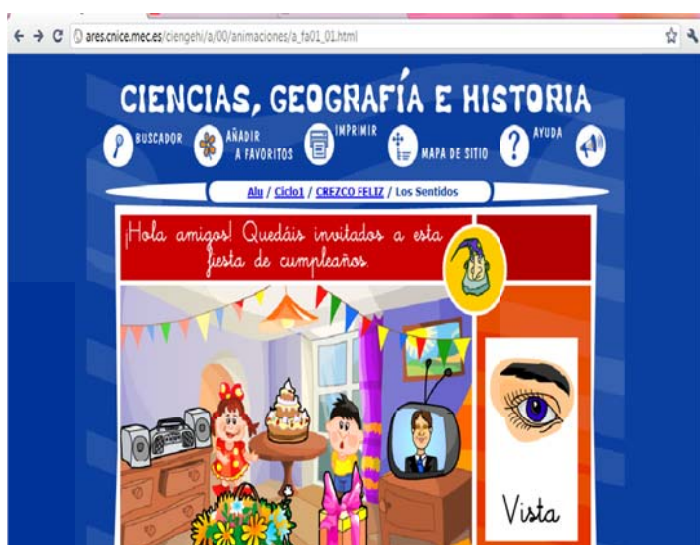 ares.cnice.mec.es/ciengehi/a/00/animaciones/a_fa01_01.html
CIENCIAS, GEOGRAFÍA E HISTORIA
BUSCADOR
AÑADIR
A FAVORITOS
IMPRIMIR
MAPA DE SITIO
AYUDA
Alu / Ciclo1 / CREZCO FELIZ / Los Sentidos
¡Hola amigos! Quedáis invitados a esta
fiesta de cumpleaños.
Vista